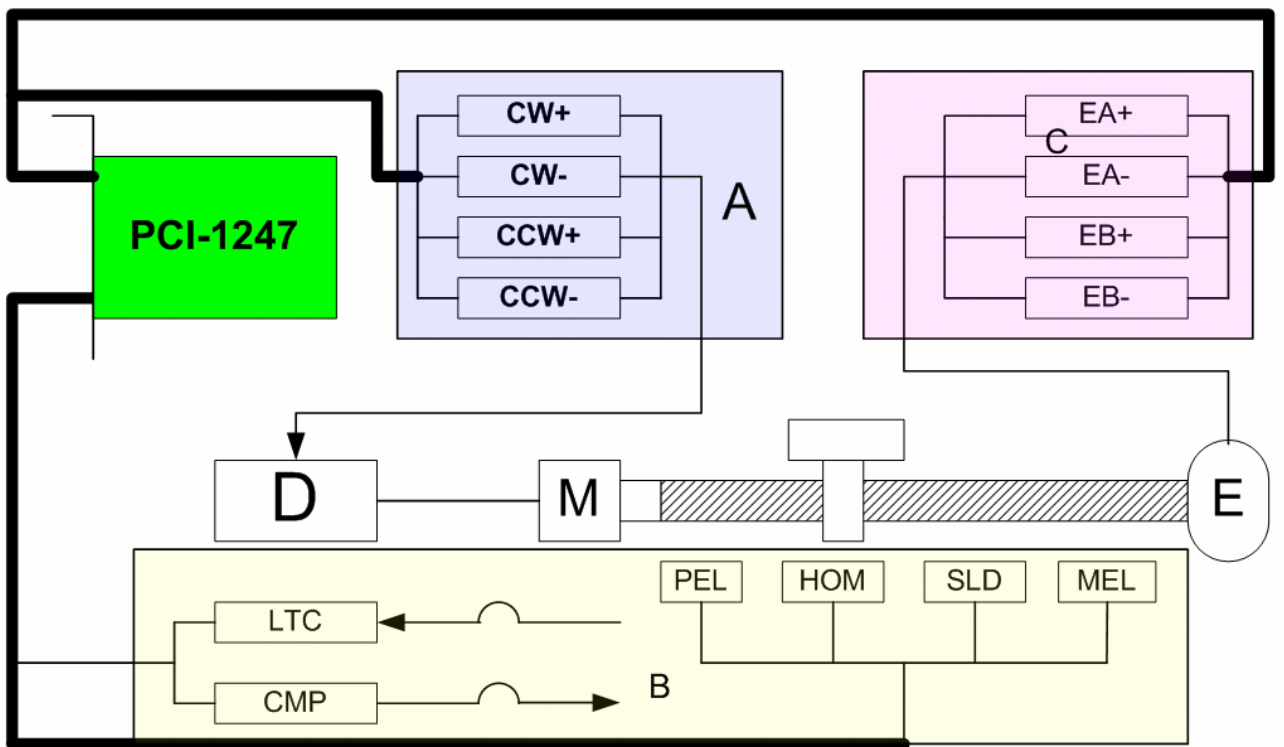 PCI-1247
CW+
CW-
CCW+
CCW-
A
EA+
C
EA-
EB+
EB-
D
M
E
PEL
HOM
SLD
MEL
LTC
CMP
B